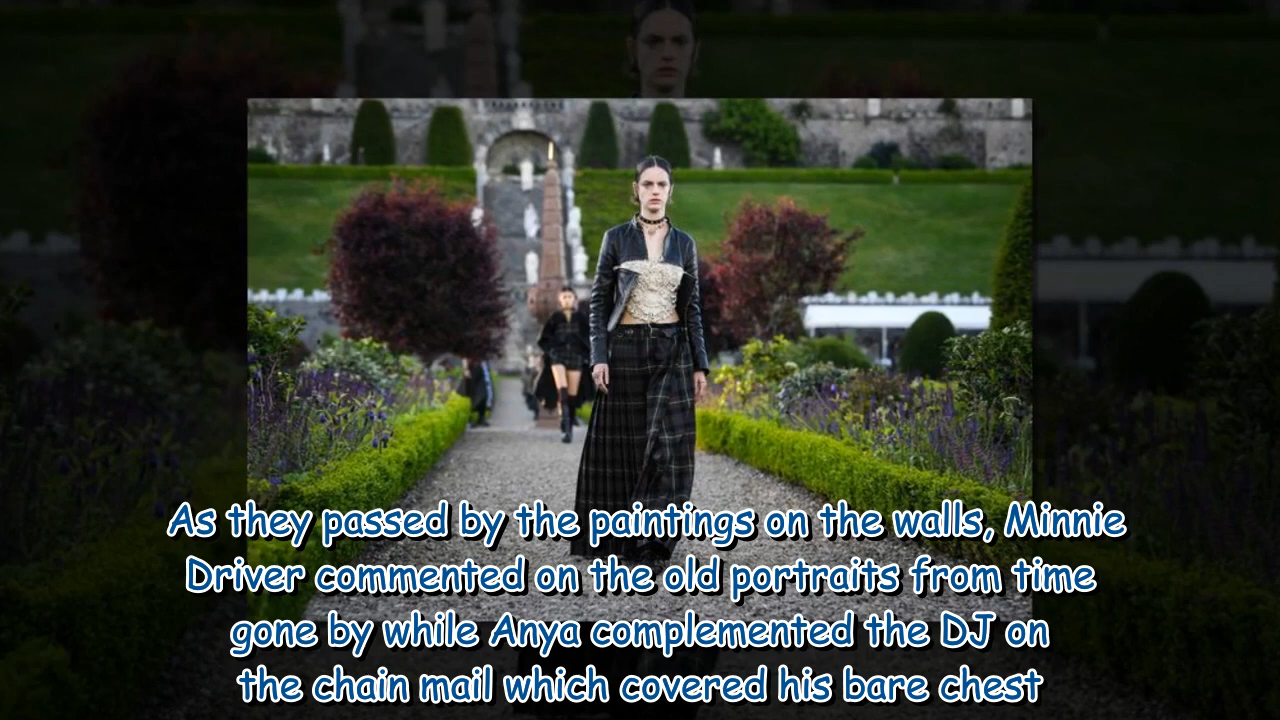 As they passed by the paintings on the walls, Minnie
Driver commented on the old portraits from time
gone by while Anya complemented the DJ on
the chain mail which covered his bare chest